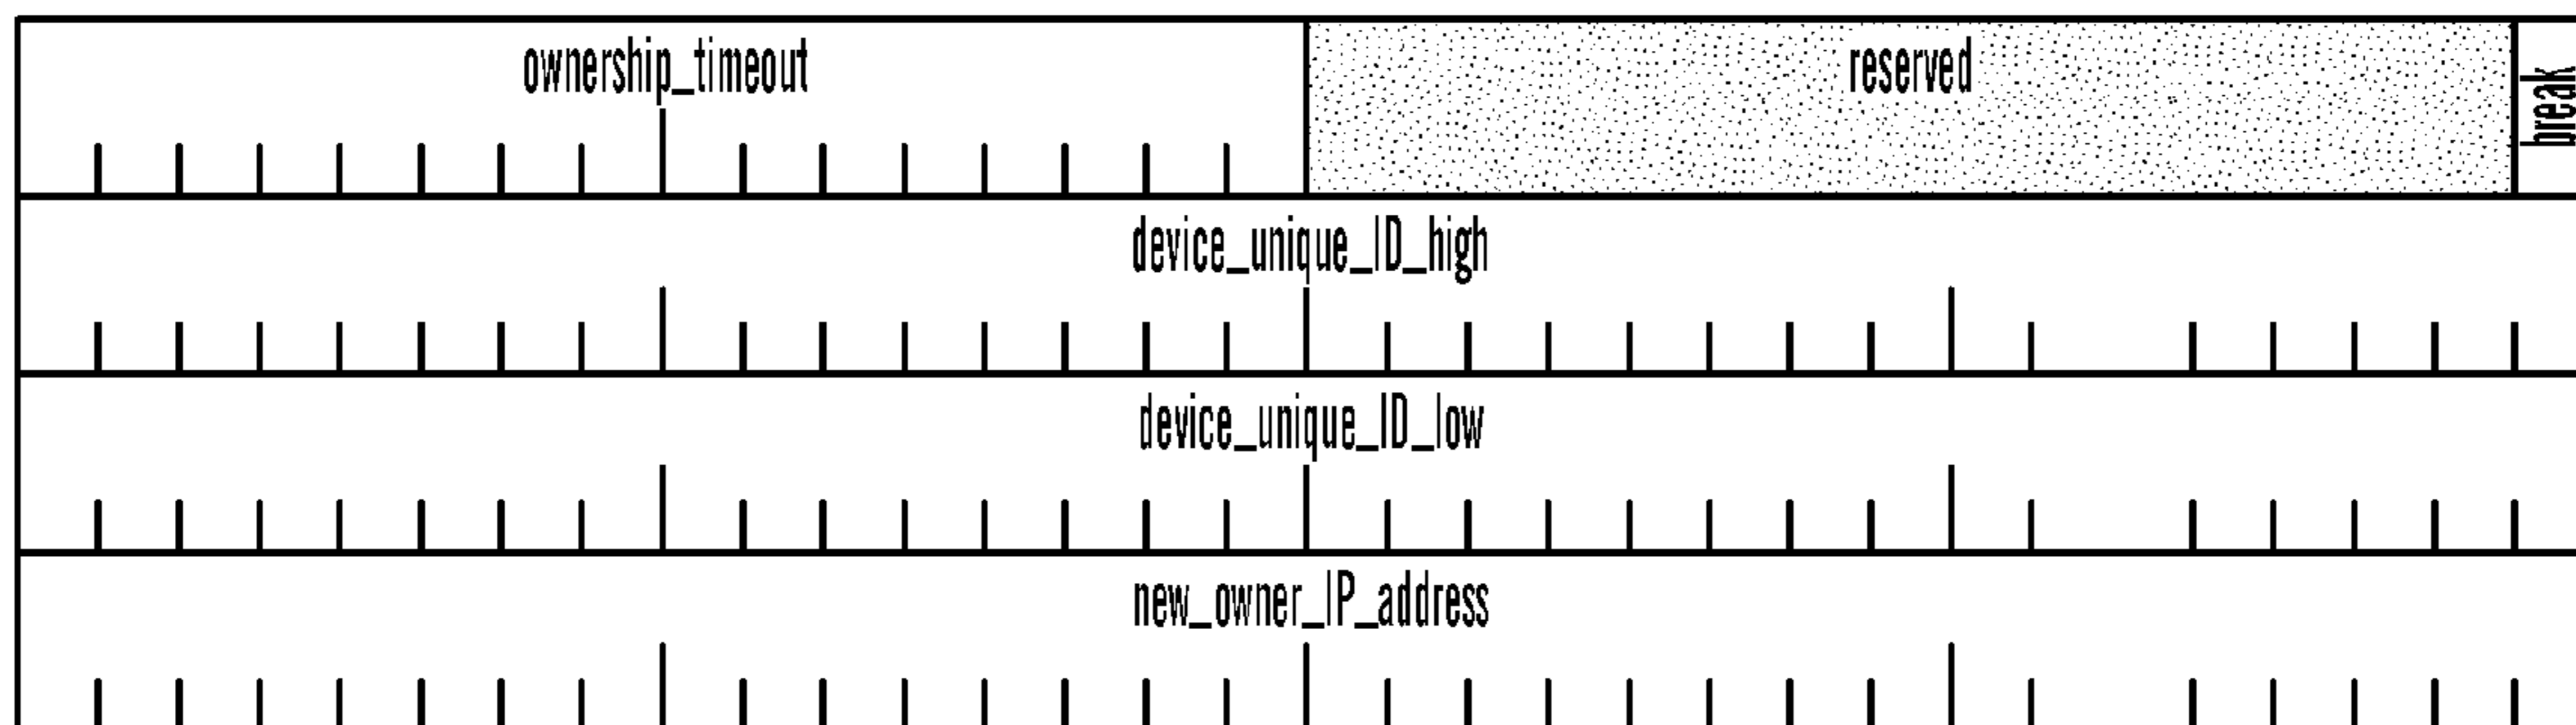 ownership_timeout
reserved
break
device_unique_ID_high
device_unique_ID_low
new_owner_IP_address